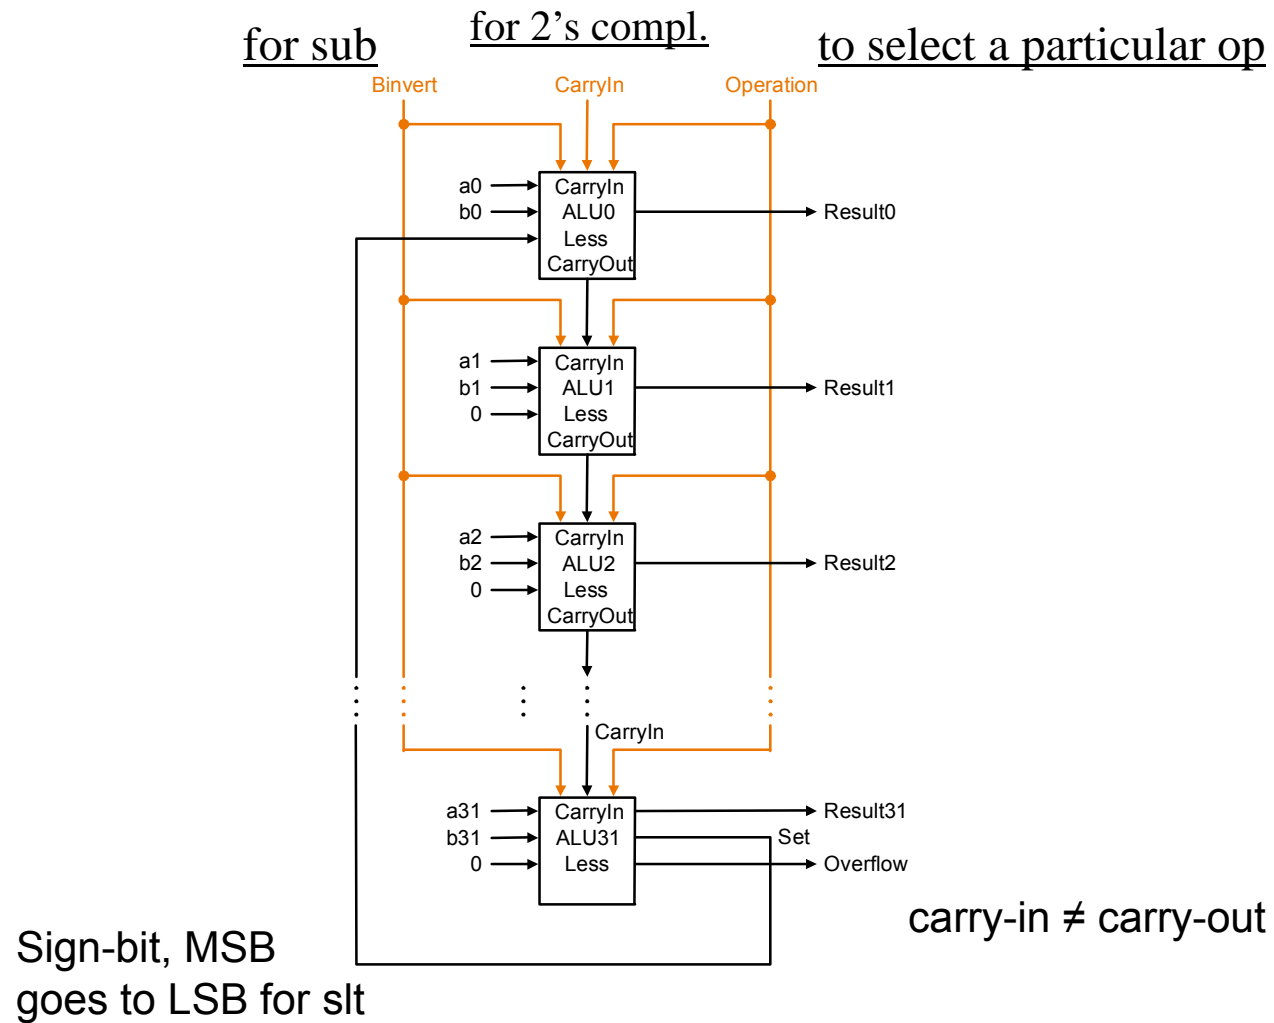 for sub
for 2's compl.
to select a particular op
Binvert
CarryIn
Operation
a0
b0
CarryIn
ALU0
Less
CarryOut
Result0
a1
b1
0
CarryIn
ALU1
Less
CarryOut
Result1
a2
b2
0
CarryIn
ALU2
Less
CarryOut
Result2
CarryIn
a31
b31
0
CarryIn
ALU31
Less
Result31
Set
Overflow
carry-in ≠ carry-out
Sign-bit, MSB
goes to LSB for slt